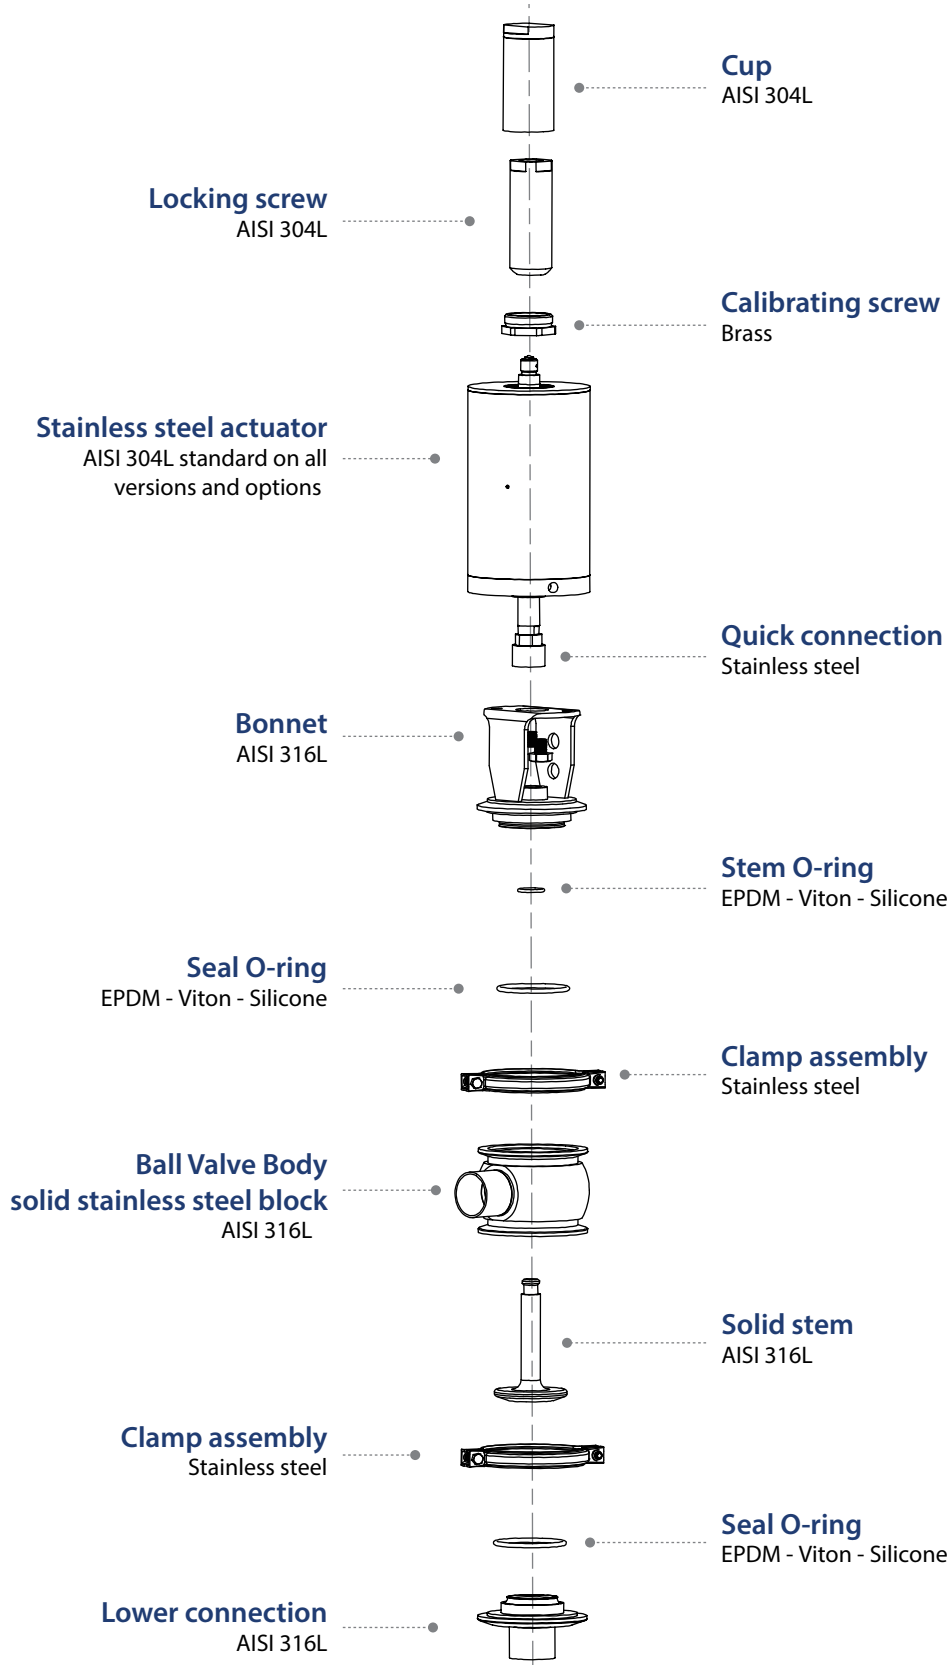 Cup
AISI 304L
Locking screw
AISI 304L
Calibrating screw
Brass
Stainless steel actuator
AISI 304L standard on all
versions and options
Quick connection
Stainless steel
Bonnet
AISI 316L
Stem O-ring
EPDM - Viton - Silicone
Seal O-ring
EPDM - Viton - Silicone
Clamp assembly
Stainless steel
Ball Valve Body
solid stainless steel block
AISI 316L
Solid stem
AISI 316L
Clamp assembly
Stainless steel
Seal O-ring
EPDM - Viton - Silicone
Lower connection
AISI 316L